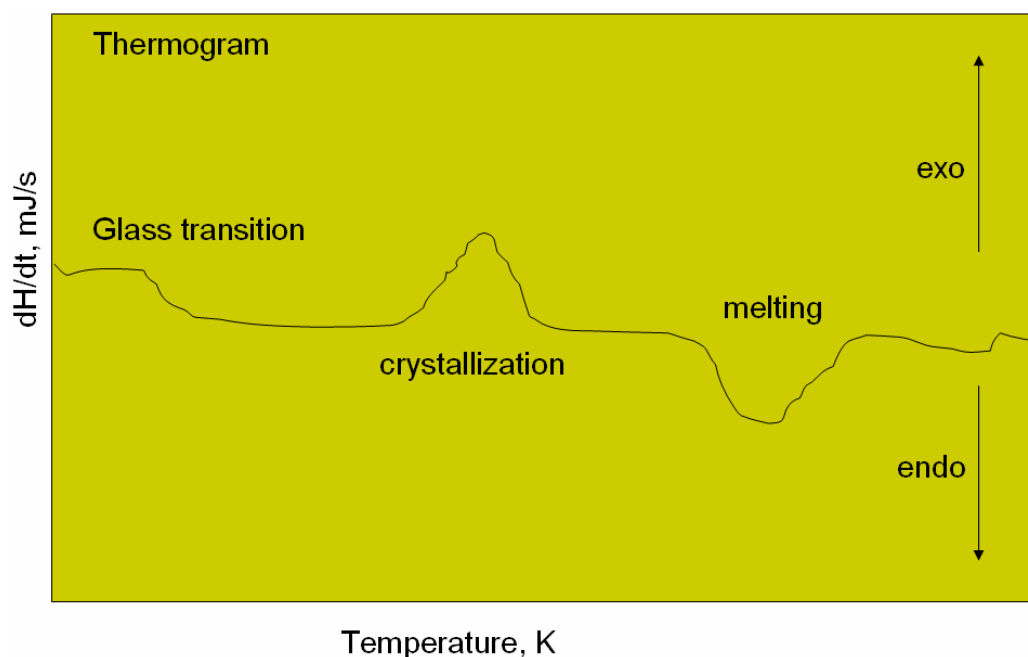 Thermogram
exo
dH/dt, mJ/s
Glass transition
melting
crystallization
endo
Temperature, K